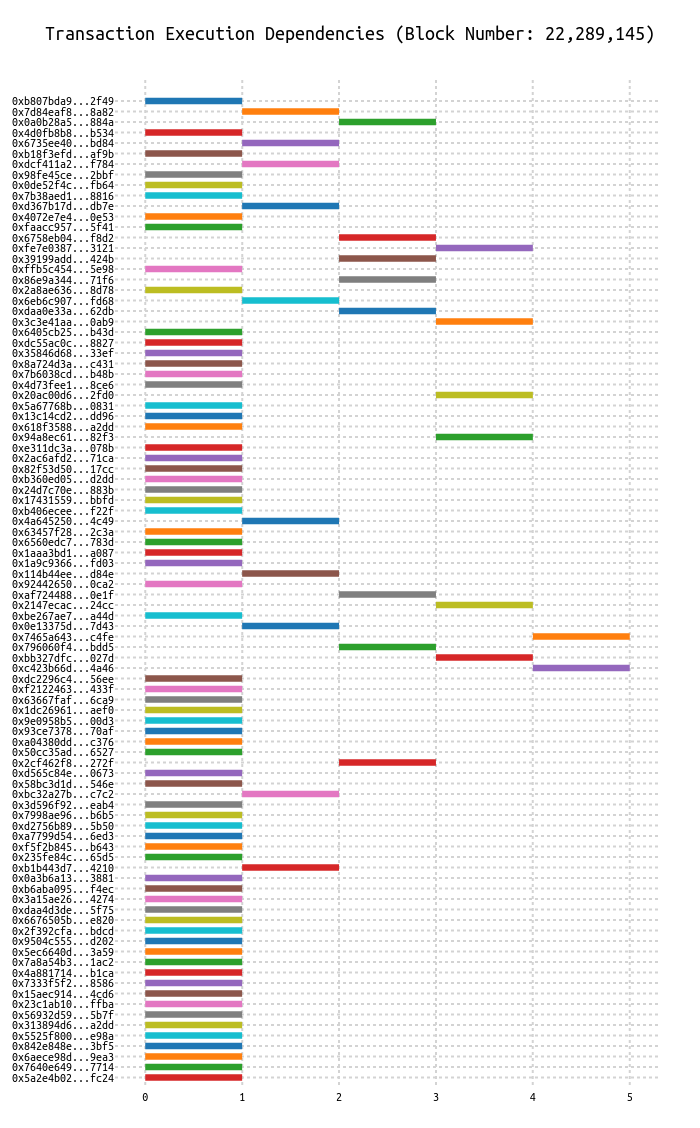 Transaction Execution Dependencies (Block Number: 22,289,145)
0xb807bda9...2f49
0x7d84eaf8...8a82
0x0a0b28a5...884a
0x4d0fb8b8...b534
0x6735ee40...bd84
0xb18f3efd...af9b
0xdcf411a2...f784
0x98fe45ce...2bbf
0x0de52f4c...fb64
0x7b38aed1...8816
0xd367b17d...db7e
0x4072e7e4...0e53
0xfaacc957...5f41
0x6758eb04...f8d2
0xfe7e0387...3121
0x39199add...424b
0xffb5c454...5e98
0x86e9a344...71f6
0x2a8ae636...8d78
0x6eb6c907...fd68
0xdaa0e33a...62db
0x3c3e41aa...0ab9
0x6405cb25...b43d
0xdc55ac0c...8827
0x35846d68...33ef
0x8a724d3a...c431
0x7b6038cd...b48b
0x4d73fee1...8ce6
0x20ac00d6...2fd0
0x5a67768b...0831
0x13c14cd2...dd96
0x618f3588...a2dd
0x94a8ec61...82f3
0xe311dc3a...078b
0x2ac6afd2...71ca
0x82f53d50...17cc
0xb360ed05...d2dd
0x24d7c70e...883b
0x17431559...bbfd
0xb406ecee...f22f
0x4a645250...4c49
0x63457f28...2c3a
0x6560edc7...783d
0x1aaa3bd1...a087
0x1a9c9366...fd03
0x114b44ee...d84e
0x92442650...0ca2
0xaf724488...0e1f
0x2147ecac...24cc
0xbe267ae7...a44d
0x0e13375d...7d43
0x7465a643...c4fe
0x796060f4...bdd5
0xbb327dfc...027d
0xc423b66d...4a46
0xdc2296c4...56ee
0xf2122463...433f
0x63667faf...6ca9
0x1dc26961...aef0
0x9e0958b5...00d3
0x93ce7378...70af
0xa04380dd...c376
0x50cc35ad...6527
0x2cf462f8...272f
0xd565c84e...0673
0x58bc3d1d...546e
0xbc32a27b...c7c2
0x3d596f92...eab4
0x7998ae96...b6b5
0xd2756b89...5b50
0xa7799d54...6ed3
0xf5f2b845...b643
0x235fe84c...65d5
0xb1b443d7...4210
0x0a3b6a13...3881
0xb6aba095...f4ec
0x3a15ae26...4274
0xdaa4d3de...5f75
0x6676505b...e820
0x2f392cfa...bdcd
0x9504c555...d202
0x5ec6640d...3a59
0x7a8a54b3...1ac2
0x4a881714...b1ca
0x7333f5f2...8586
0x15aec914...4cd6
0x23c1ab10...ffba
0x56932d59...5b7f
0x313894d6...a2dd
0x5525f800...e98a
0x842e848e...3bf5
0x6aece98d...9ea3
0x7640e649...7714
0x5a2e4b02...fc24
0 1 2 3 4 5